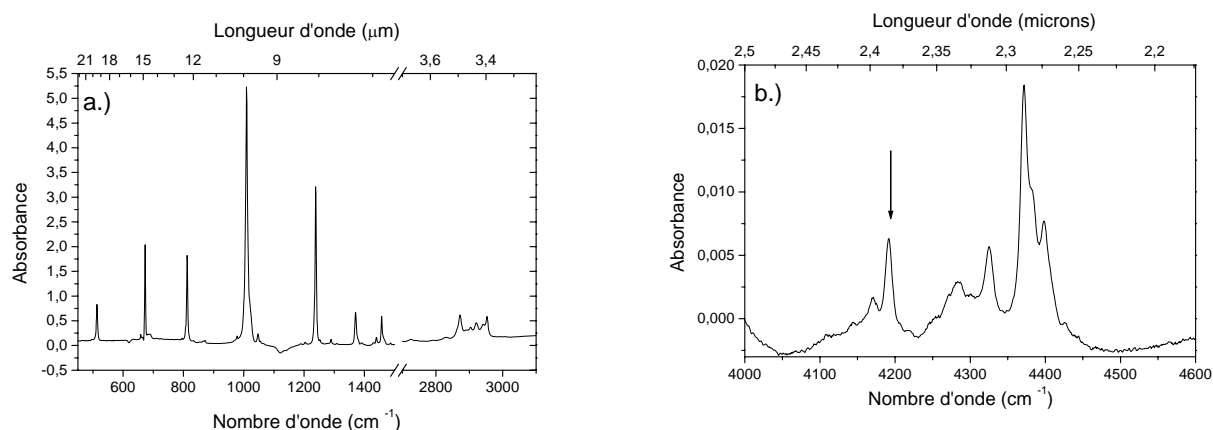 Longueur d'onde (μm)
21 18 15 12 9 3,6 3,4
a.)
5,5
5,0
4,5
4,0
3,5
3,0
2,5
2,0
1,5
1,0
0,5
0,0
-0,5
Absorbance
600 800 1000 1200 1400 2800 3000
Nombre d'onde (cm -1)
Longueur d'onde (microns)
2,5 2,45 2,4 2,35 2,3 2,25 2,2
b.)
0,020
0,015
0,010
0,005
0,000
Absorbance
4000 4100 4200 4300 4400 4500 4600
Nombre d'onde (cm -1)